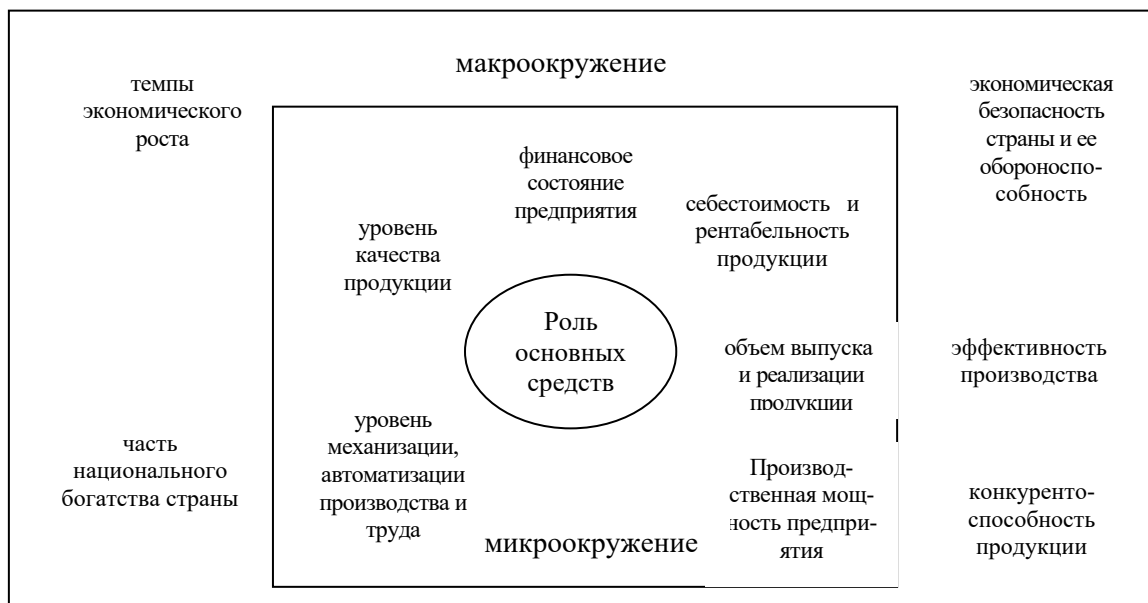 макроокружение
темпы
экономического
роста
экономическая
безопасность
страны и ее
обороноспо-
собность
финансовое
состояние
предприятия
себестоимость и
рентабельность
продукции
уровень
качества
продукции
Роль
основных
средств
объем выпуска
и реализации
продукции
эффективность
производства
уровень
механизации,
автоматизации
производства и
труда
часть
национального
богатства страны
Производ-
ственная мощ-
ность предпри-
ятия
конкуренто-
способность
продукции
микроокружение